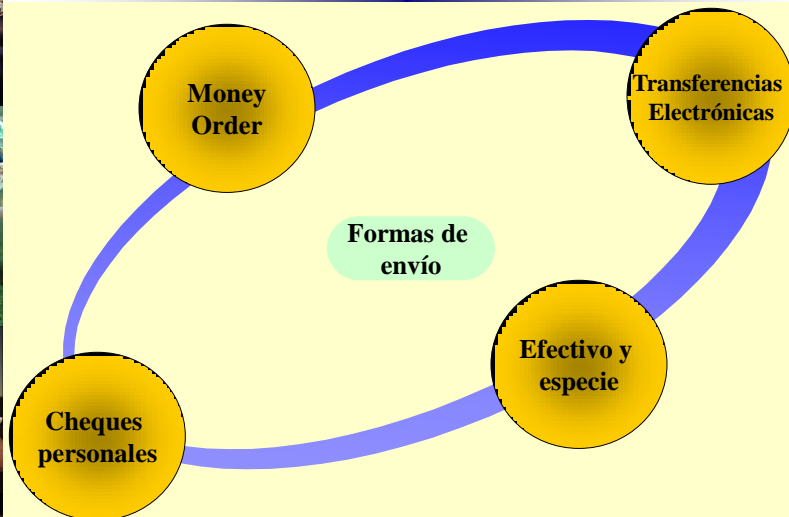 Money
Order
Transferencias
Electrónicas
Formas de
envío
Efectivo y
especie
Cheques
personales